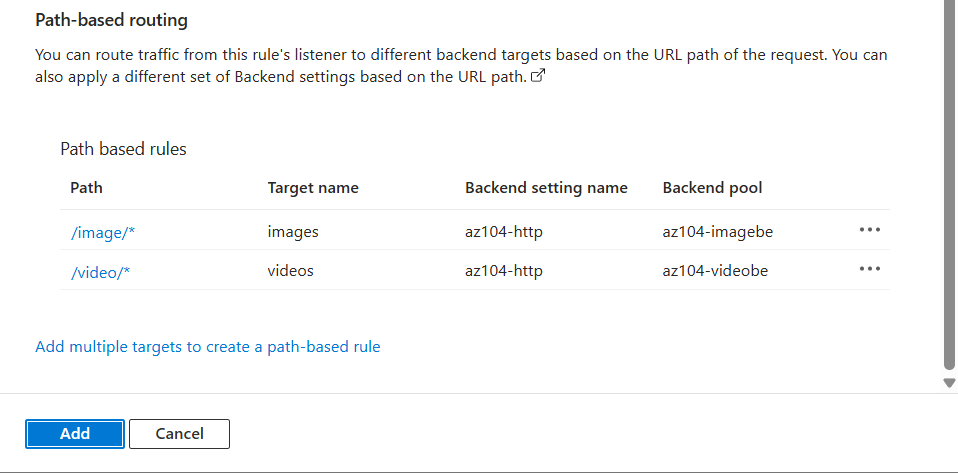 Path-based routing
You can route traffic from this rule's listener to different backend targets based on the URL path of the request. You can
also apply a different set of Backend settings based on the URL path.
Path based rules
Path Target name Backend setting name Backend pool
/image/* images az104-http az104-imagebe
/video/* videos az104-http az104-videobe
Add multiple targets to create a path-based rule
Add Cancel